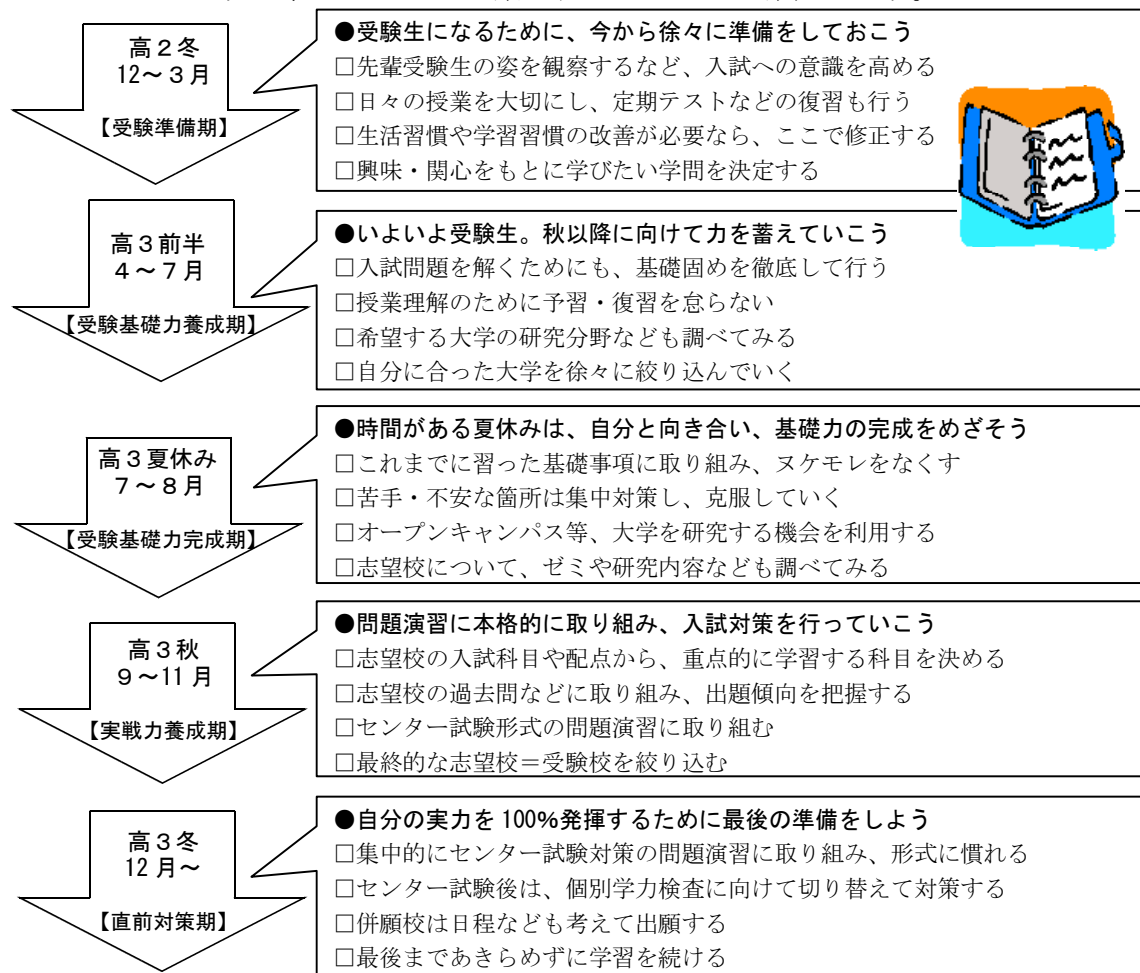 高２冬
12～３月
【受験準備期】
●受験生になるために、今から徐々に準備をしておこう
□先輩受験生の姿を観察するなど、入試への意識を高める
□日々の授業を大切にし、定期テストなどの復習も行う
□生活習慣や学習習慣の改善が必要なら、ここで修正する
□興味・関心をもとに学びたい学問を決定する
高３前半
４～７月
【受験基礎力養成期】
●いよいよ受験生。秋以降に向けて力を蓄えていこう
□入試問題を解くためにも、基礎固めを徹底して行う
□授業理解のために予習・復習を怠らない
□希望する大学の研究分野なども調べてみる
□自分に合った大学を徐々に絞り込んでいく
高３夏休み
７～８月
【受験基礎力完成期】
●時間がある夏休みは、自分と向き合い、基礎力の完成をめざそう
□これまでに習った基礎事項に取り組み、ヌケモレをなくす
□苦手・不安な箇所は集中対策し、克服していく
□オープンキャンパス等、大学を研究する機会を利用する
□志望校について、ゼミや研究内容なども調べてみる
高３秋
９～11 月
【実戦力養成期】
●問題演習に本格的に取り組み、入試対策を行っていこう
□志望校の入試科目や配点から、重点的に学習する科目を決める
□志望校の過去問などに取り組み、出題傾向を把握する
□センター試験形式の問題演習に取り組む
□最終的な志望校＝受験校を絞り込む
高３冬
12 月～
【直前対策期】
●自分の実力を 100%発揮するために最後の準備をしよう
□集中的にセンター試験対策の問題演習に取り組み、形式に慣れる
□センター試験後は、個別学力検査に向けて切り替えて対策する
□併願校は日程なども考えて出願する
□最後まであきらめずに学習を続ける